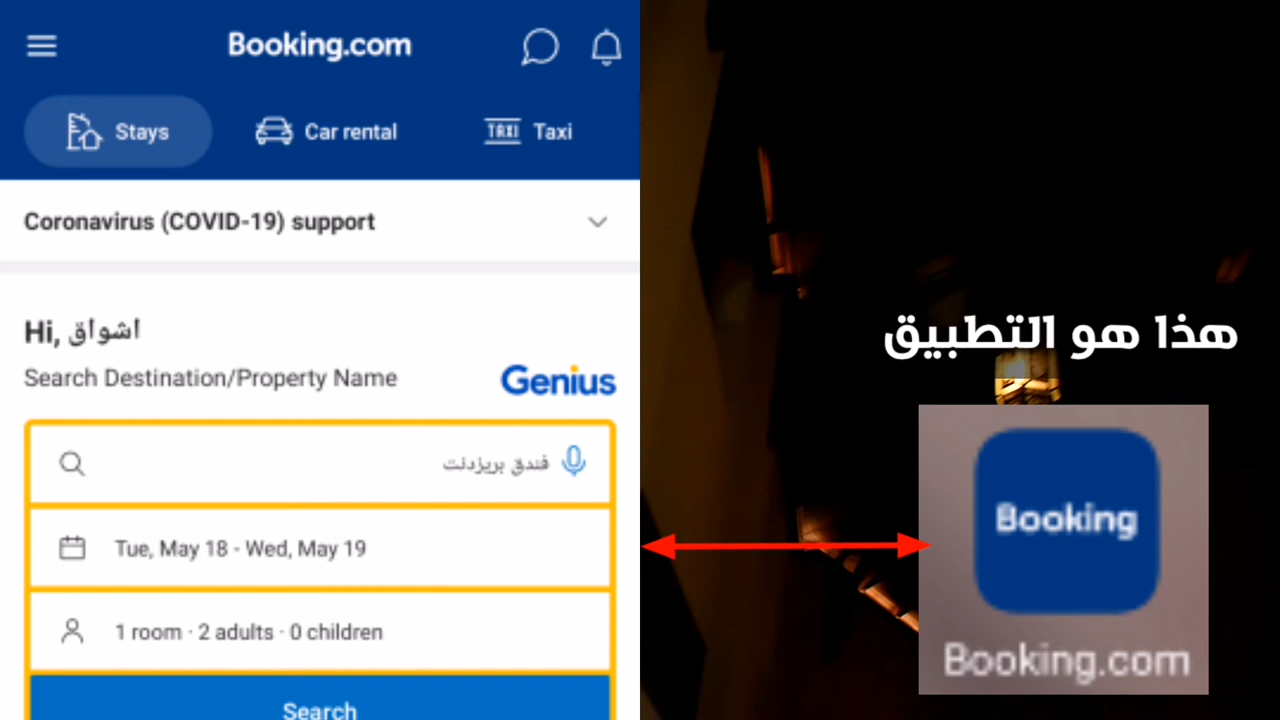 Booking.com
Stays
Car rental
TAXI Taxi
Coronavirus (COVID-19) support
Hi, اشواق
Search Destination/Property Name
Genius
فندق بريزدنت
Tue, May 18 - Wed, May 19
1 room · 2 adults · 0 children
Search
هذا هو التطبيق
Booking
Booking.com